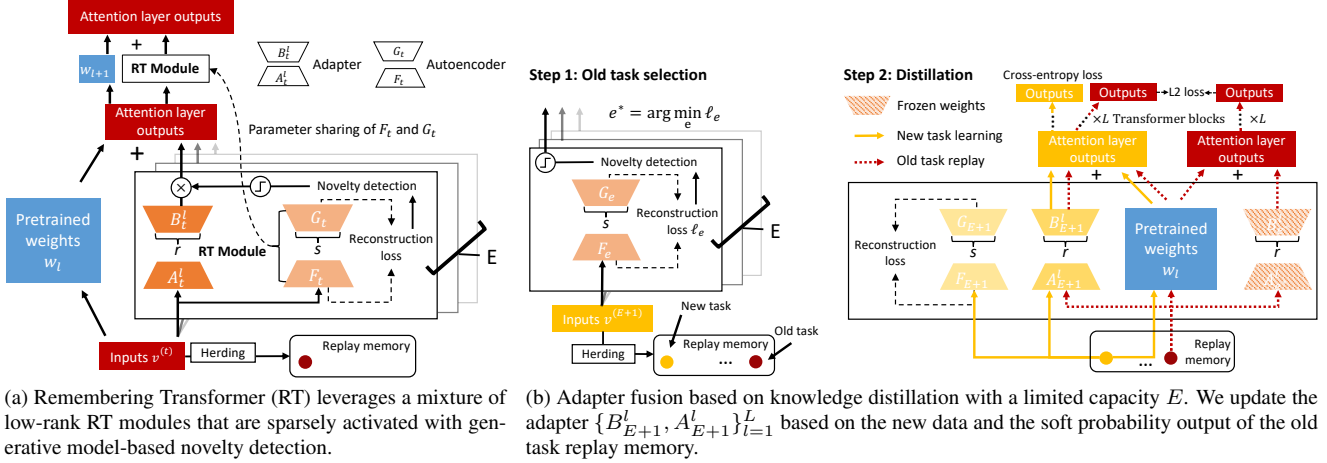 Attention layer outputs
+
w_{l+1}
RT Module
B_t^l
A_t^l
Adapter
G_t
F_t
Autoencoder
Attention layer
outputs
Parameter sharing of F_t and G_t
+
×
Novelty detection
Pretrained
weights
w_l
B_t^l
r
A_t^l
RT Module
G_t
s
F_t
Reconstruction
loss
E
Inputs v^{(t)}
Herding
Replay memory
(a) Remembering Transformer (RT) leverages a mixture of
low-rank RT modules that are sparsely activated with gen-
erative model-based novelty detection.
Step 1: Old task selection
e* = arg min ℓ_e
e
Novelty detection
G_e
s
F_e
Reconstruction
loss ℓ_e
E
Inputs v^{(E+1)}
New task
Old task
Herding
Replay memory
...
Step 2: Distillation
Cross-entropy loss
Outputs
Outputs
L2 loss
Outputs
Frozen weights
New task learning
Old task replay
×L Transformer blocks
×L
Attention layer
outputs
Attention layer
outputs
+
+
Reconstruction
loss
G_{E+1}
s
F_{E+1}
B_{E+1}^l
r
A_{E+1}^l
Pretrained
weights
w_l
r
...
Replay
memory
(b) Adapter fusion based on knowledge distillation with a limited capacity E. We update the
adapter {B_{E+1}^l, A_{E+1}^l}_{l=1}^L based on the new data and the soft probability output of the old
task replay memory.